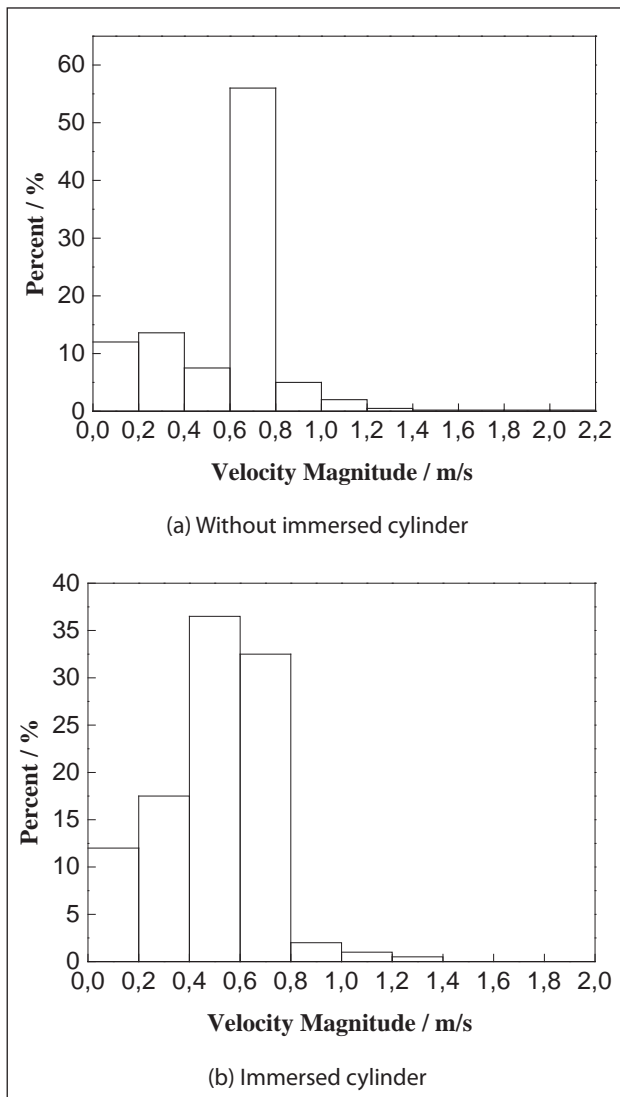 60
50
40
30
20
10
0
0,0 0,2 0,4 0,6 0,8 1,0 1,2 1,4 1,6 1,8 2,0 2,2
Percent / %
Velocity Magnitude / m/s
(a) Without immersed cylinder
40
35
30
25
20
15
10
5
0
0,0 0,2 0,4 0,6 0,8 1,0 1,2 1,4 1,6 1,8 2,0
Percent / %
Velocity Magnitude / m/s
(b) Immersed cylinder